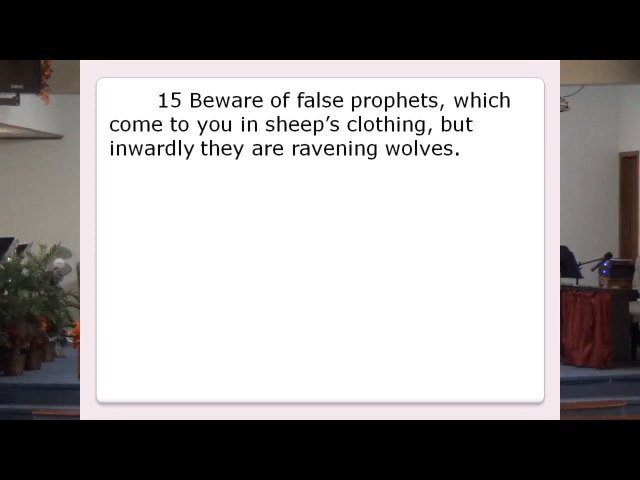 15 Beware of false prophets, which
come to you in sheep’s clothing, but
inwardly they are ravening wolves.